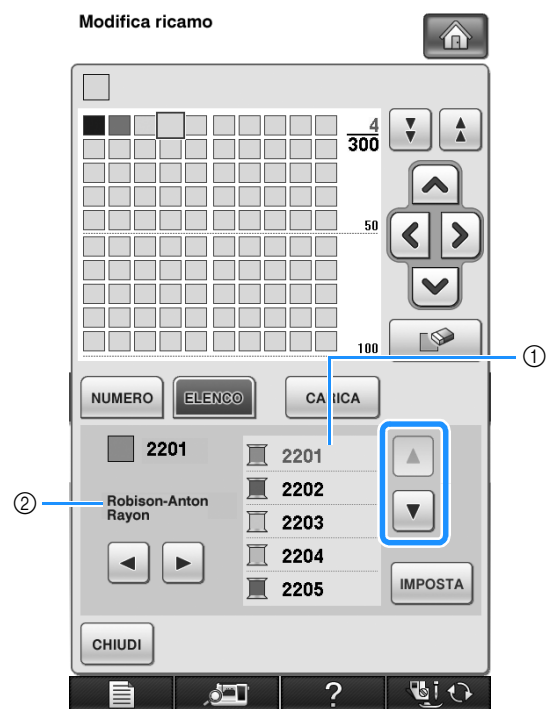 Modifica ricamo
4
300
50
100
①
NUMERO ELENCO CARICA
2201
2201
2202
② Robison-Anton
Rayon
2203
2204
2205
IMPOSTA
CHIUDI
?